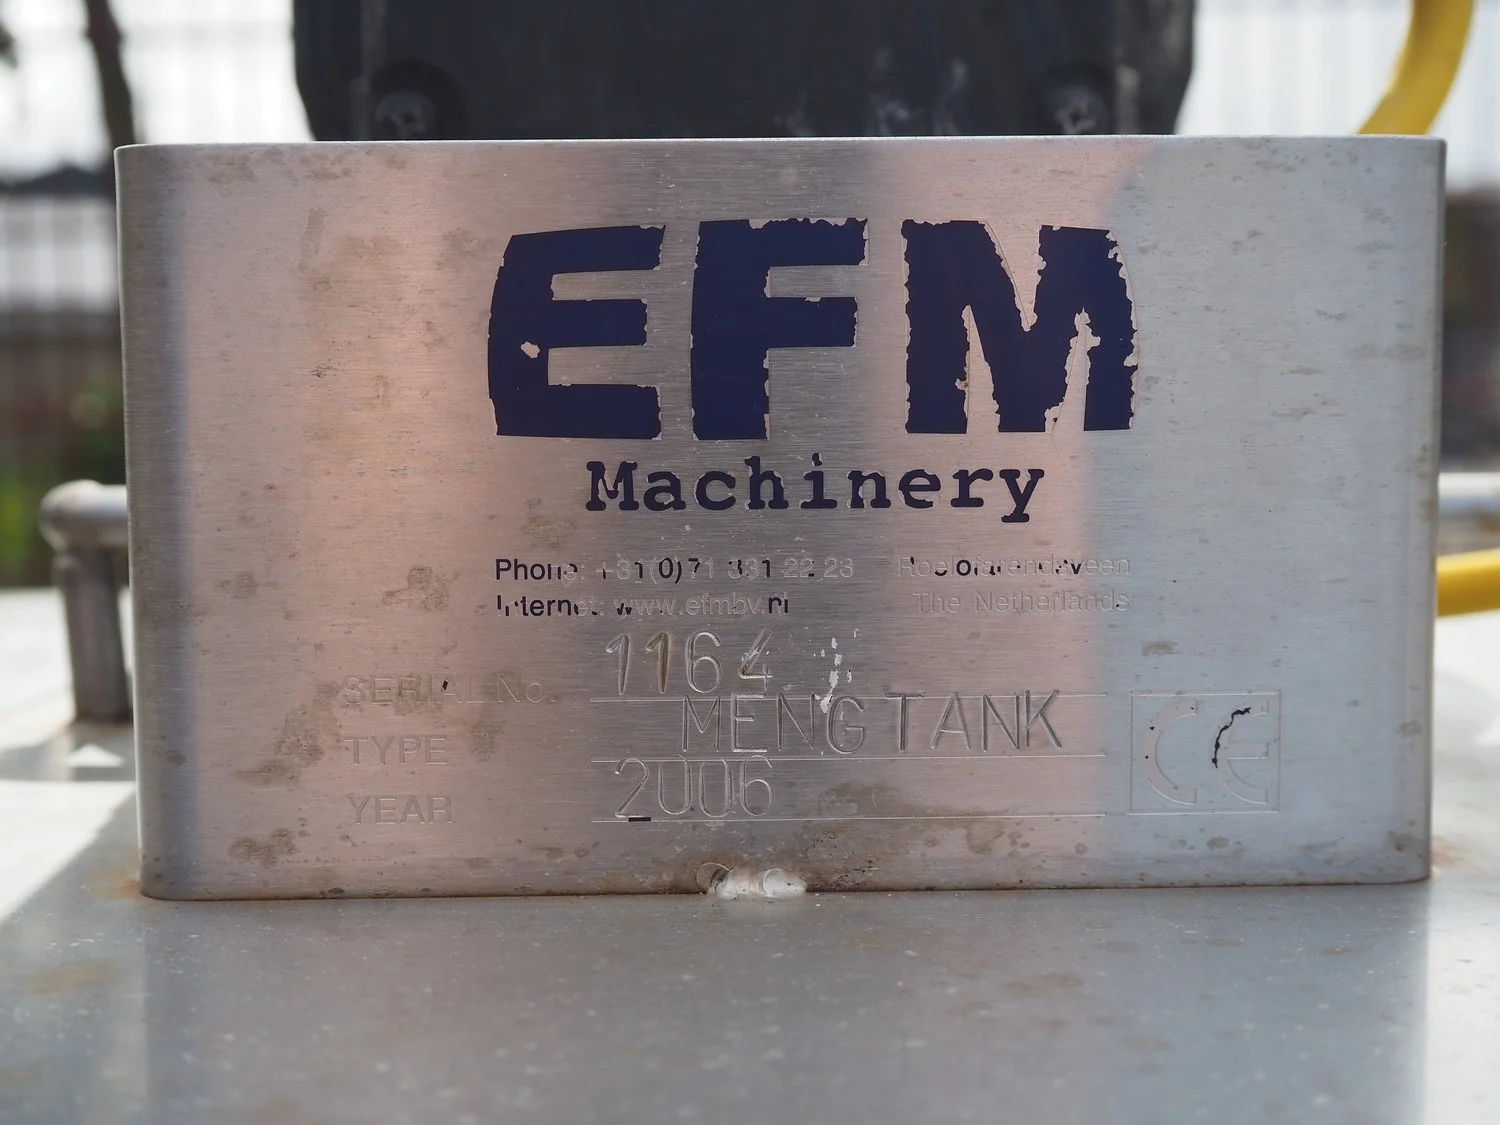 EFM
Machinery
Phone: +31(0)71 331 22 23 Roelofarendsveen
Internet: www.efmbv.nl The Netherlands
SERIAL No. 1164
TYPE MENGTANK
YEAR 2006
CE